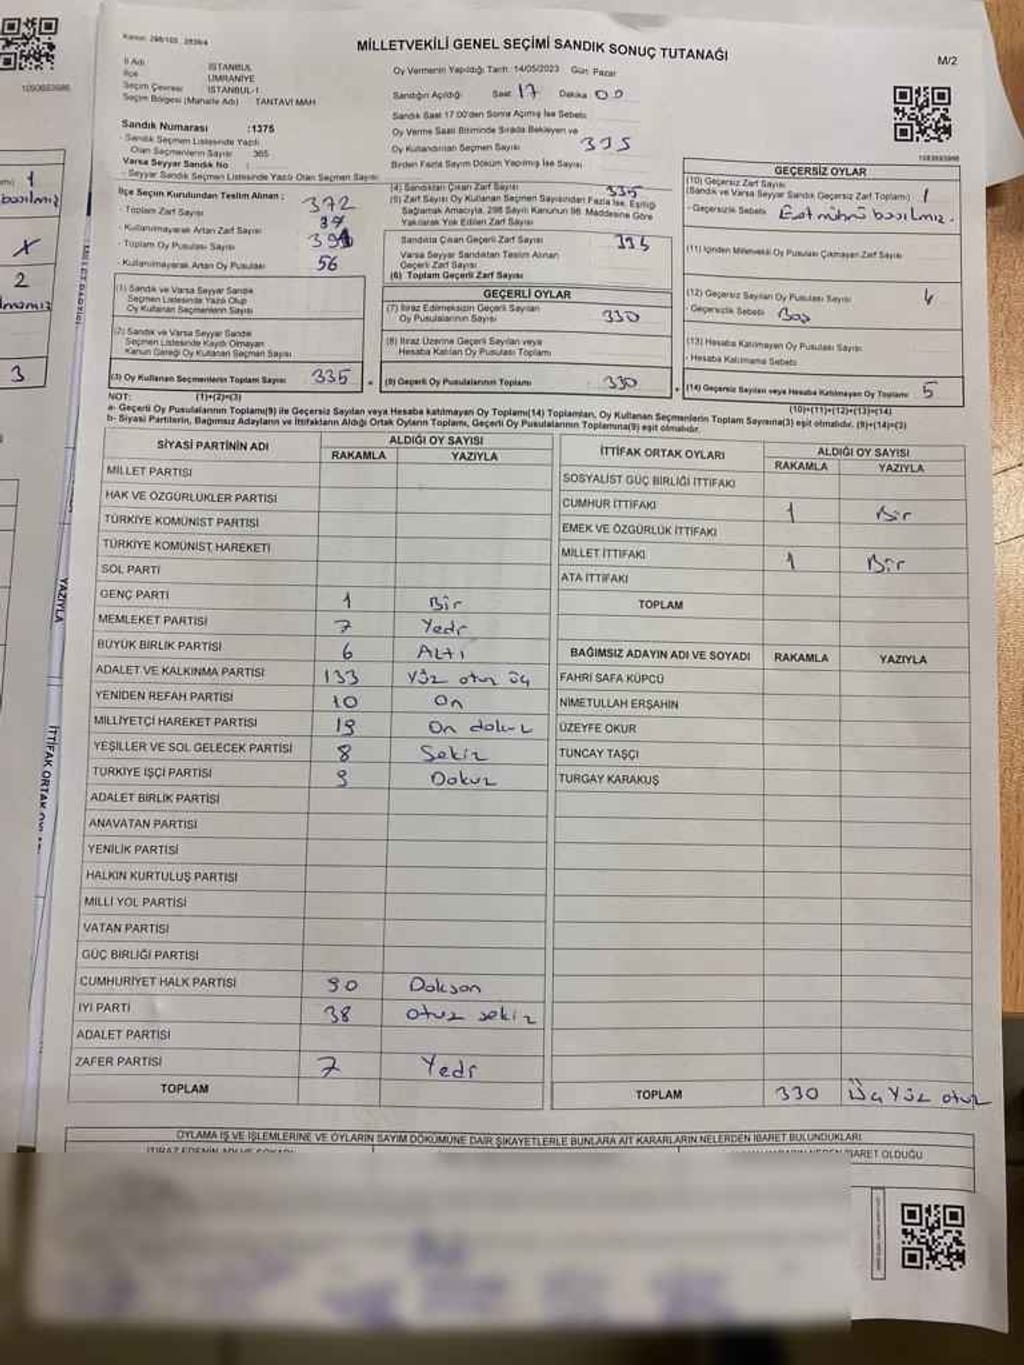 Kanun: 298/105, 2839/4
MİLLETVEKİLİ GENEL SEÇİMİ SANDIK SONUÇ TUTANAĞI
M/2
İl Adı İSTANBUL
İlçe ÜMRANİYE
Seçim Çevresi İSTANBUL-1
Seçim Bölgesi (Mahalle Adı) TANTAVİ MAH.
Oy Vermenin Yapıldığı Tarih: 14/05/2023 Gün: Pazar
Sandığın Açıldığı Saat 17 Dakika 00
Sandık Saat 17:00'den Sonra Açılmış İse Sebebi
Oy Verme Saati Bitiminde Sırada Bekleyen ve
Oy Kullandırılan Seçmen Sayısı 335
Birden Fazla Sayım Döküm Yapılmış İse Sayısı
Sandık Numarası :1375
- Sandık Seçmen Listesinde Yazılı
Olan Seçmenlerin Sayısı 365
Varsa Seyyar Sandık No :
- Seyyar Sandık Seçmen Listesinde Yazılı Olan Seçmen Sayısı
İlçe Seçim Kurulundan Teslim Alınan :
- Toplam Zarf Sayısı 372
- Kullanılmayarak Artan Zarf Sayısı 37
- Toplam Oy Pusulası Sayısı
- Kullanılmayarak Artan Oy Pusulası 56
(1) Sandık ve Varsa Seyyar Sandık
Seçmen Listesinde Yazılı Olup
Oy Kullanan Seçmenlerin Sayısı
(2) Sandık ve Varsa Seyyar Sandık
Seçmen Listesinde Kayıtlı Olmayan
Kanun Gereği Oy Kullanan Seçmen Sayısı
(3) Oy Kullanan Seçmenlerin Toplam Sayısı 335
(4) Sandıktan Çıkan Zarf Sayısı 335
(5) Zarf Sayısı Oy Kullanan Seçmen Sayısından Fazla İse, Eşitliği
Sağlamak Amacıyla, 298 Sayılı Kanunun 98. Maddesine Göre
Yakılarak Yok Edilen Zarf Sayısı
Sandıkta Çıkan Geçerli Zarf Sayısı 334
Varsa Seyyar Sandıktan Teslim Alınan
Geçerli Zarf Sayısı
(6) Toplam Geçerli Zarf Sayısı
GEÇERLİ OYLAR
(7) İtiraz Edilmeksizin Geçerli Sayılan
Oy Pusulalarının Sayısı 330
(8) İtiraz Üzerine Geçerli Sayılan veya
Hesaba Katılan Oy Pusulası Toplamı
= (9) Geçerli Oy Pusulalarının Toplamı 330
GEÇERSİZ OYLAR
(10) Geçersiz Zarf Sayısı
(Sandık ve Varsa Seyyar Sandık Geçersiz Zarf Toplamı) 1
- Geçersizlik Sebebi Evet mührü basılmış.
(11) İçinden Milletvekili Oy Pusulası Çıkmayan Zarf Sayısı
(12) Geçersiz Sayılan Oy Pusulası Sayısı 4
- Geçersizlik Sebebi Boş
(13) Hesaba Katılmayan Oy Pusulası Sayısı
- Hesaba Katılmama Sebebi
+ (14) Geçersiz Sayılan veya Hesaba Katılmayan Oy Toplamı 5
NOT: (1)+(2)=(3) (10)+(11)+(12)+(13)=(14)
a- Geçerli Oy Pusulalarının Toplamı(9) ile Geçersiz Sayılan veya Hesaba katılmayan Oy Toplamı(14) Toplamları, Oy Kullanan Seçmenlerin Toplam Sayısına(3) eşit olmalıdır. (9)+(14)=(3)
b- Siyasi Partilerin, Bağımsız Adayların ve İttifakların Aldığı Ortak Oyların Toplamı, Geçerli Oy Pusulalarının Toplamına(9) eşit olmalıdır.
SİYASİ PARTİNİN ADI ALDIĞI OY SAYISI
RAKAMLA YAZIYLA
MİLLET PARTİSİ
HAK VE ÖZGÜRLÜKLER PARTİSİ
TÜRKİYE KOMÜNİST PARTİSİ
TÜRKİYE KOMÜNİST HAREKETİ
SOL PARTİ
GENÇ PARTİ 1 Bir
MEMLEKET PARTİSİ 7 Yedi
BÜYÜK BİRLİK PARTİSİ 6 Altı
ADALET VE KALKINMA PARTİSİ 133 Yüz otuz üç
YENİDEN REFAH PARTİSİ 10 On
MİLLİYETÇİ HAREKET PARTİSİ 19 On dokuz
YEŞİLLER VE SOL GELECEK PARTİSİ 8 Sekiz
TÜRKİYE İŞÇİ PARTİSİ 9 Dokuz
ADALET BİRLİK PARTİSİ
ANAVATAN PARTİSİ
YENİLİK PARTİSİ
HALKIN KURTULUŞ PARTİSİ
MİLLİ YOL PARTİSİ
VATAN PARTİSİ
GÜÇ BİRLİĞİ PARTİSİ
CUMHURİYET HALK PARTİSİ 90 Doksan
İYİ PARTİ 38 otuz sekiz
ADALET PARTİSİ
ZAFER PARTİSİ 7 Yedi
TOPLAM
İTTİFAK ORTAK OYLARI ALDIĞI OY SAYISI
RAKAMLA YAZIYLA
SOSYALİST GÜÇ BİRLİĞİ İTTİFAKI
CUMHUR İTTİFAKI 1 Bir
EMEK VE ÖZGÜRLÜK İTTİFAKI
MİLLET İTTİFAKI 1 Bir
ATA İTTİFAKI
TOPLAM
BAĞIMSIZ ADAYIN ADI VE SOYADI RAKAMLA YAZIYLA
FAHRİ SAFA KÜPCÜ
NİMETULLAH ERŞAHİN
ÜZEYFE OKUR
TUNCAY TAŞÇI
TURGAY KARAKUŞ
TOPLAM 330 Üç Yüz otuz
OYLAMA İŞ VE İŞLEMLERİNE VE OYLARIN SAYIM DÖKÜMÜNE DAİR ŞİKAYETLERLE BUNLARA AİT KARARLARIN NELERDEN İBARET BULUNDUKLARI
İBARET OLDUĞU
1
basılmış
X
2
3
YAZIYLA
İTTİFAK ORTAK